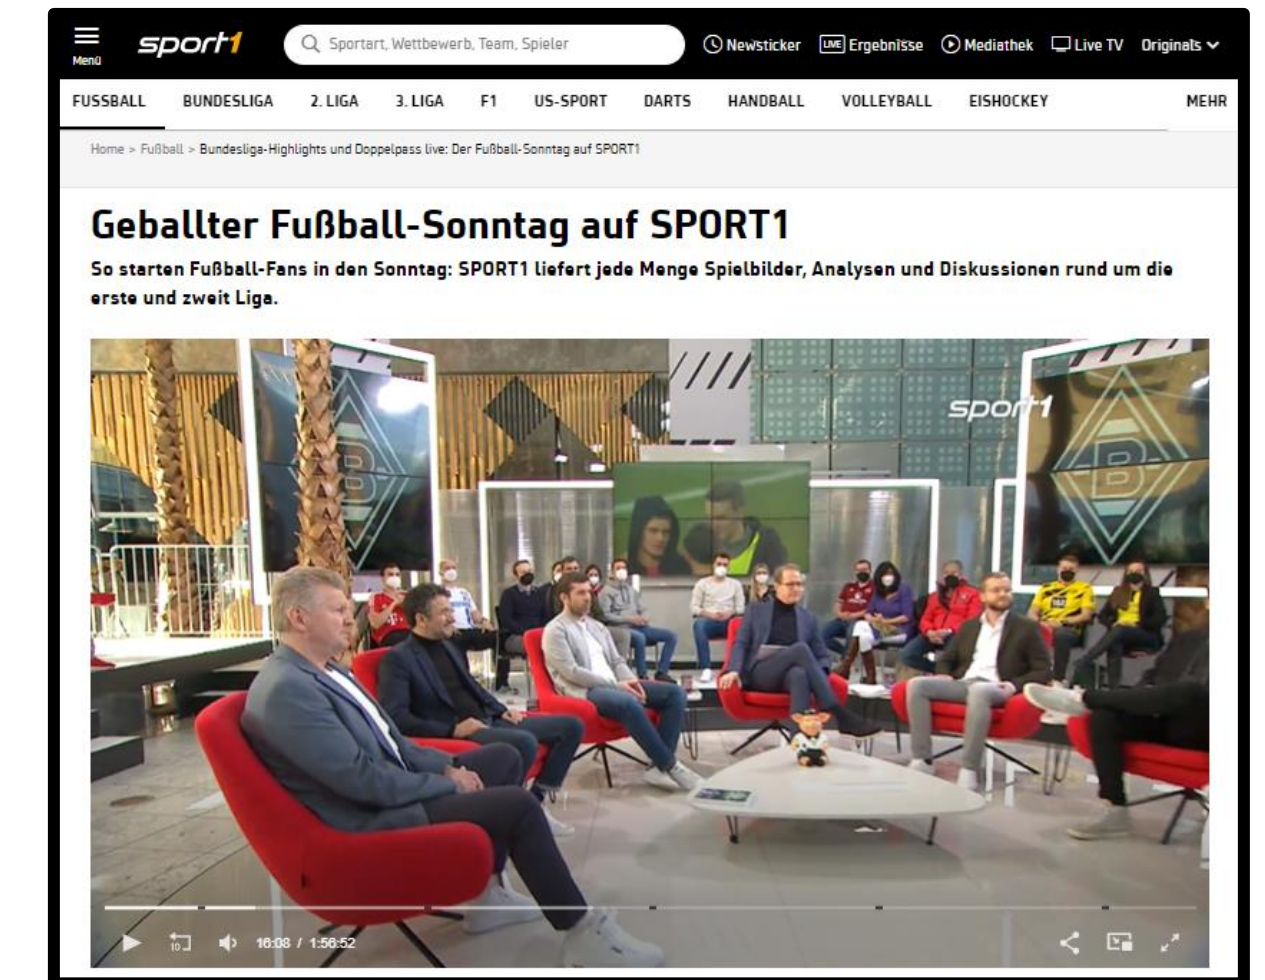 sport1
Sportart, Wettbewerb, Team, Spieler
Newsticker
LIVE Ergebnisse
Mediathek
Live TV
Originals
Menü
FUSSBALL BUNDESLIGA 2. LIGA 3. LIGA F1 US-SPORT DARTS HANDBALL VOLLEYBALL EISHOCKEY MEHR
Home > Fußball > Bundesliga-Highlights und Doppelpass live: Der Fußball-Sonntag auf SPORT1
Geballter Fußball-Sonntag auf SPORT1
So starten Fußball-Fans in den Sonntag: SPORT1 liefert jede Menge Spielbilder, Analysen und Diskussionen rund um die
erste und zweit Liga.
sport1
B
B
10
16:08 / 1:56:52